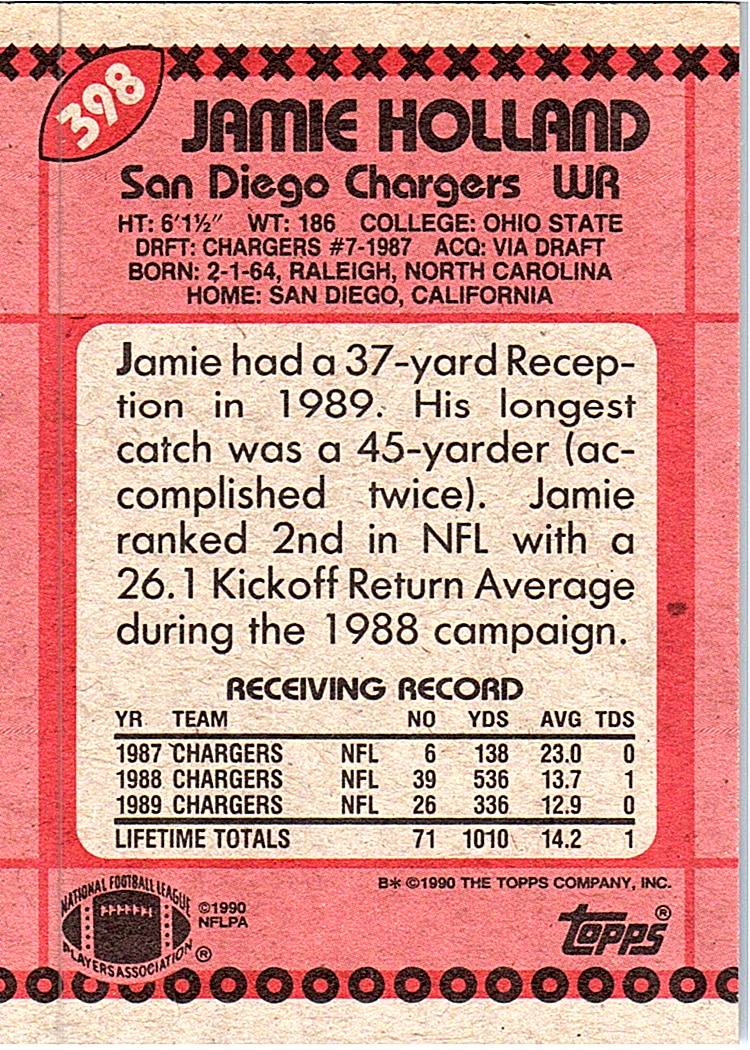 398
JAMIE HOLLAND
San Diego Chargers WR
HT: 6'1½" WT: 186 COLLEGE: OHIO STATE
DRFT: CHARGERS #7-1987 ACQ: VIA DRAFT
BORN: 2-1-64, RALEIGH, NORTH CAROLINA
HOME: SAN DIEGO, CALIFORNIA
Jamie had a 37-yard Recep-
tion in 1989. His longest
catch was a 45-yarder (ac-
complished twice). Jamie
ranked 2nd in NFL with a
26.1 Kickoff Return Average
during the 1988 campaign.
RECEIVING RECORD
YR TEAM NO YDS AVG TDS
1987 CHARGERS NFL 6 138 23.0 0
1988 CHARGERS NFL 39 536 13.7 1
1989 CHARGERS NFL 26 336 12.9 0
LIFETIME TOTALS 71 1010 14.2 1
B* ©1990 THE TOPPS COMPANY, INC.
NATIONAL FOOTBALL LEAGUE
PLAYERS ASSOCIATION ®
©1990
NFLPA
topps®